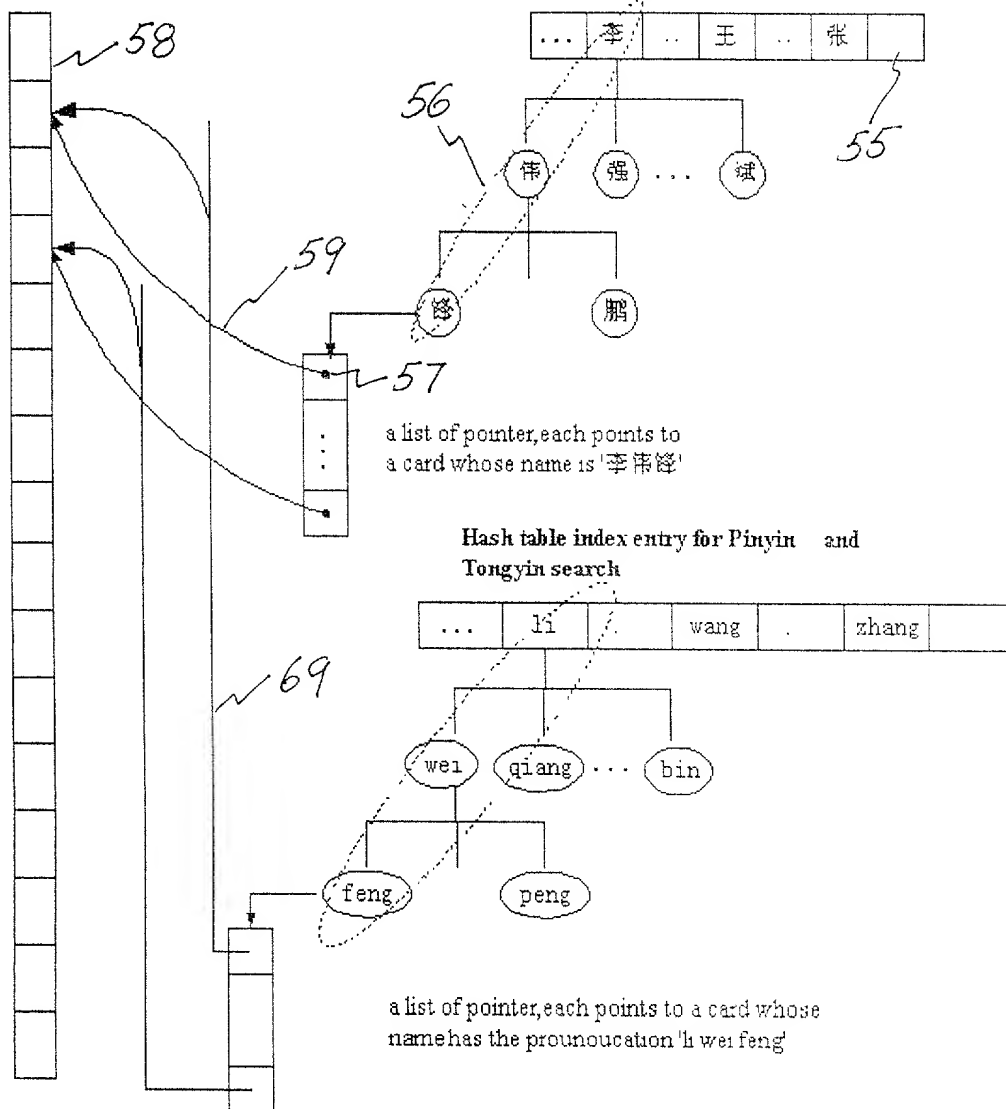 58
... 李 .. 王 .. 张
56
55
伟 强 ... 斌
59
锋 鹏
57
a list of pointer, each points to
a card whose name is '李伟锋'
Hash table index entry for Pinyin and
Tongyin search
... li . wang . zhang
69
wei qiang ... bin
feng peng
a list of pointer, each points to a card whose
name has the prounoucation 'li wei feng'